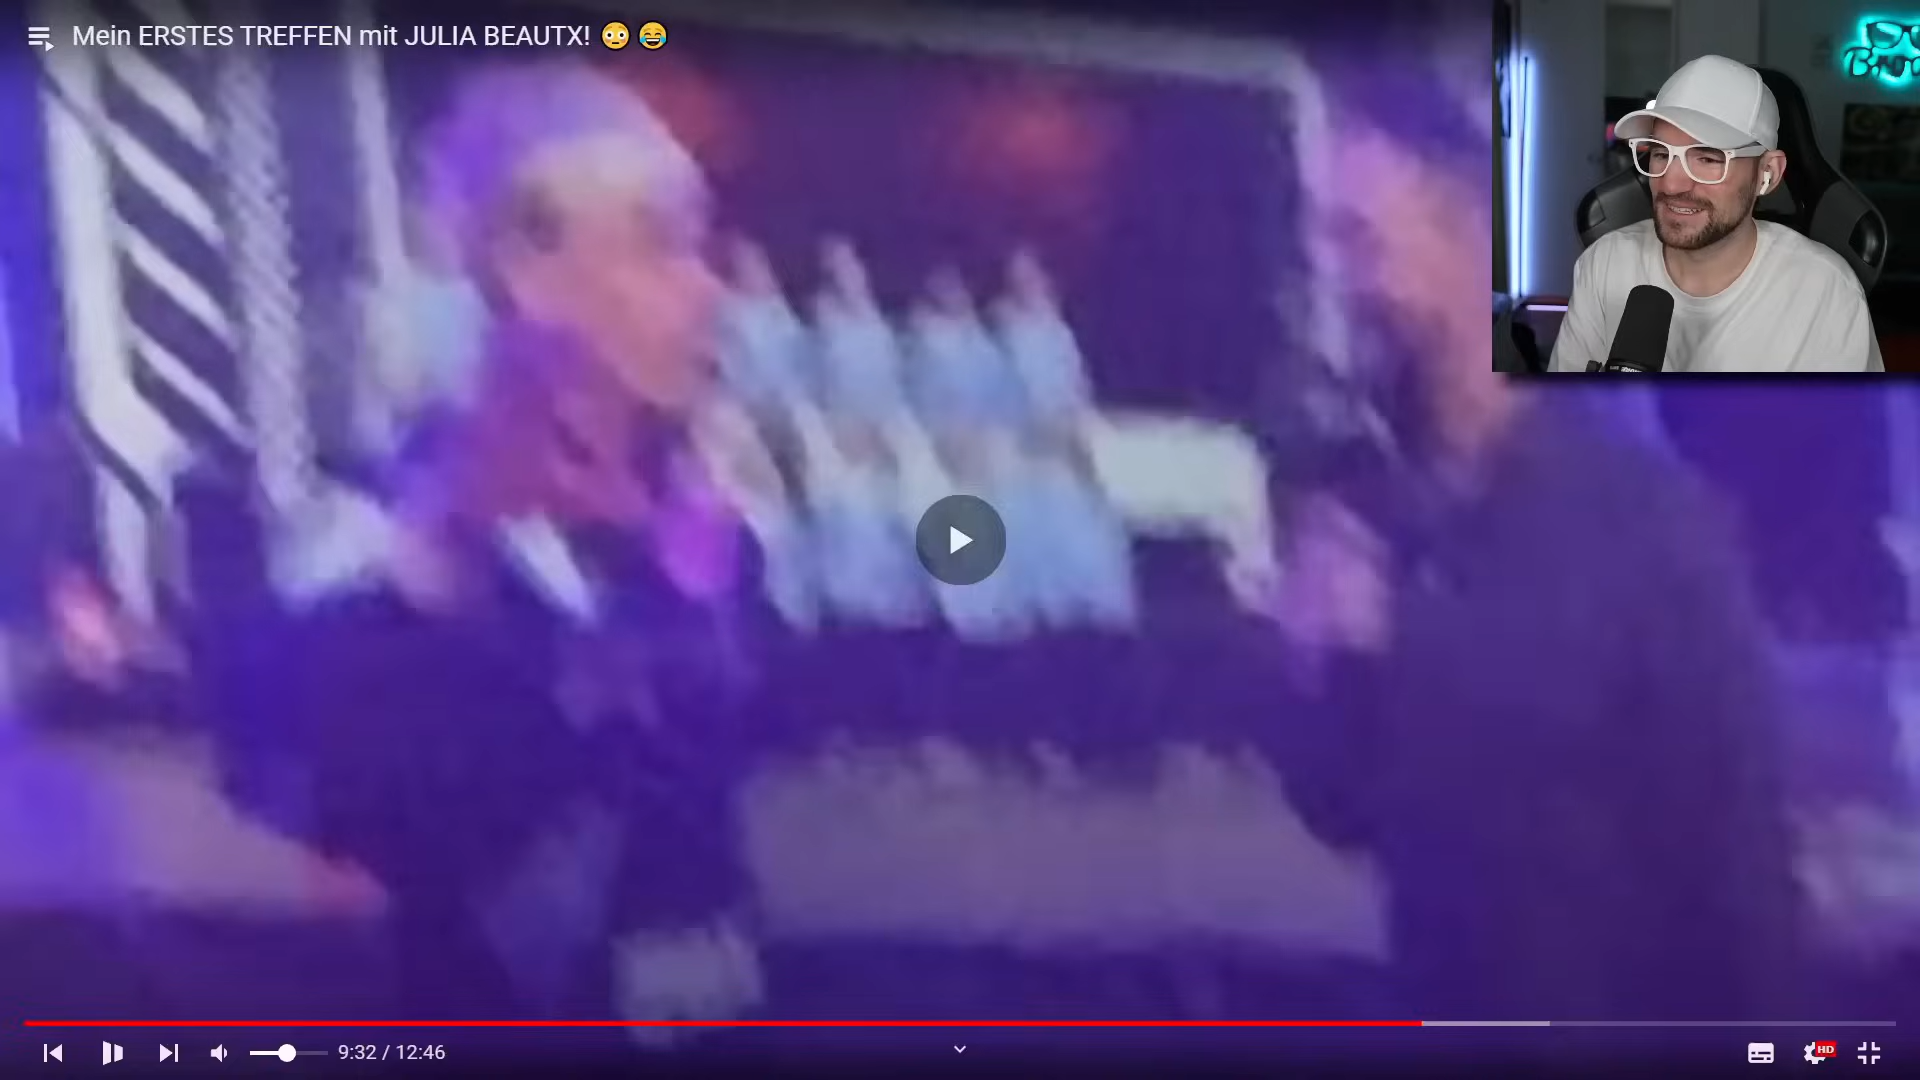 Mein ERSTES TREFFEN mit JULIA BEAUTX! 😳 😂
9:32 / 12:46
HD